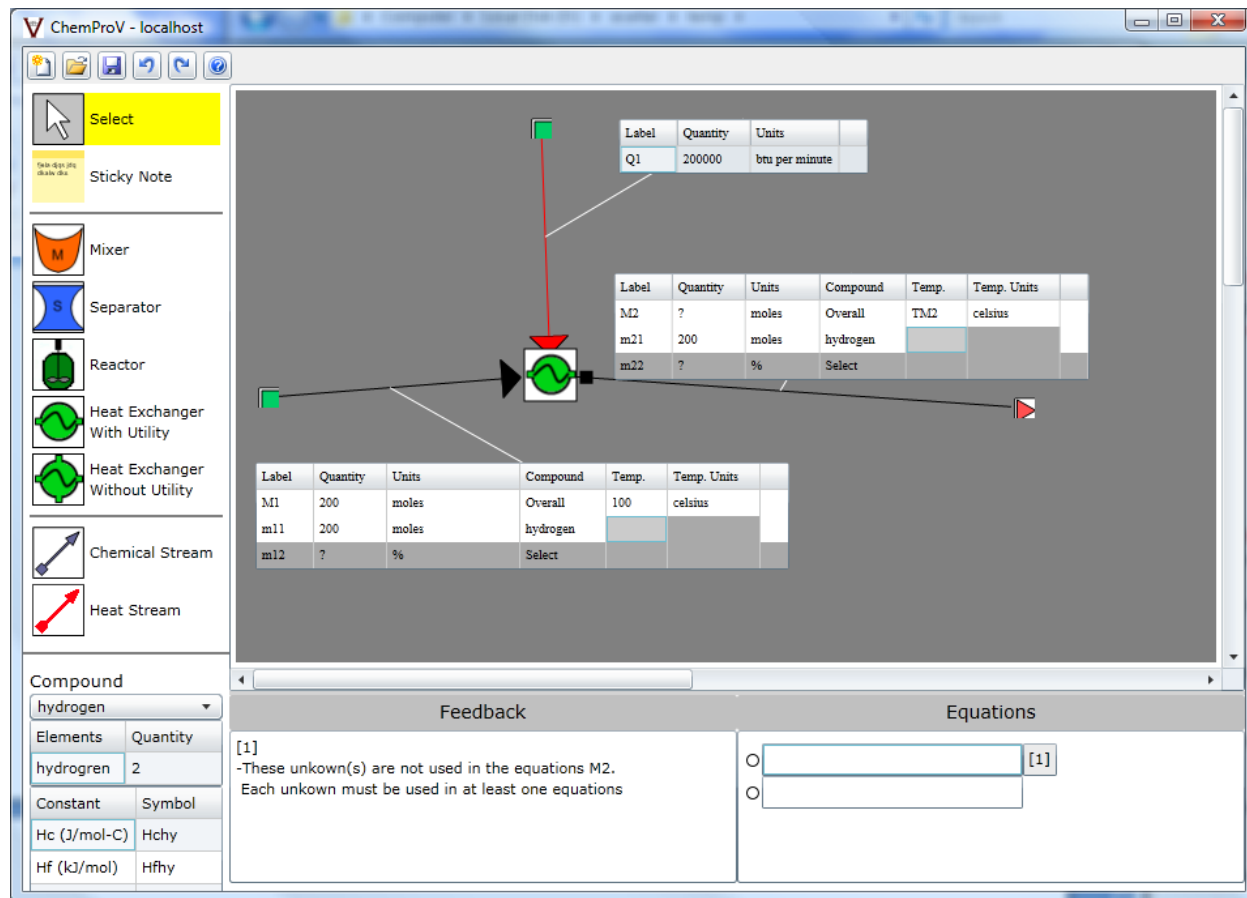 ChemProV - localhost
Select
Sticky Note
M
Mixer
S
Separator
Reactor
Heat Exchanger
With Utility
Heat Exchanger
Without Utility
Chemical Stream
Heat Stream
Compound
hydrogen
Elements Quantity
hydrogren 2
Constant Symbol
Hc (J/mol-C) Hchy
Hf (kJ/mol) Hfhy
Label Quantity Units
Q1 200000 btu per minute
Label Quantity Units Compound Temp. Temp. Units
M2 ? moles Overall TM2 celsius
m21 200 moles hydrogen
m22 ? % Select
Label Quantity Units Compound Temp. Temp. Units
M1 200 moles Overall 100 celsius
m11 200 moles hydrogen
m12 ? % Select
Feedback
[1]
-These unkown(s) are not used in the equations M2.
Each unkown must be used in at least one equations
Equations
[1]